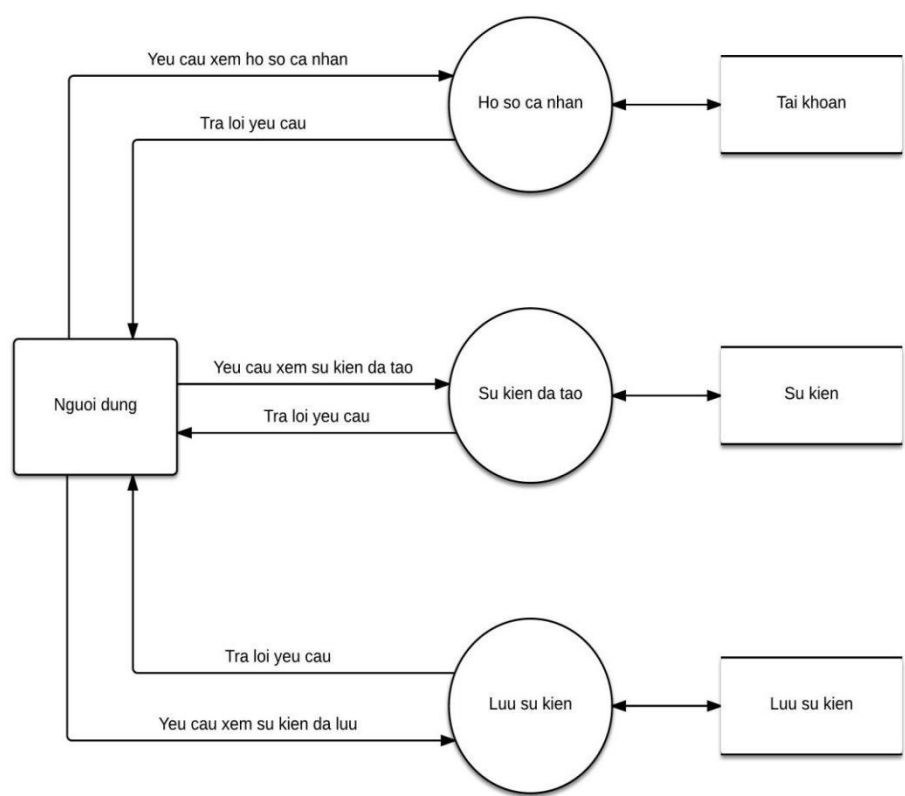 Yeu cau xem ho so ca nhan
Ho so ca nhan
Tai khoan
Tra loi yeu cau
Nguoi dung
Yeu cau xem su kien da tao
Su kien da tao
Su kien
Tra loi yeu cau
Tra loi yeu cau
Luu su kien
Luu su kien
Yeu cau xem su kien da luu